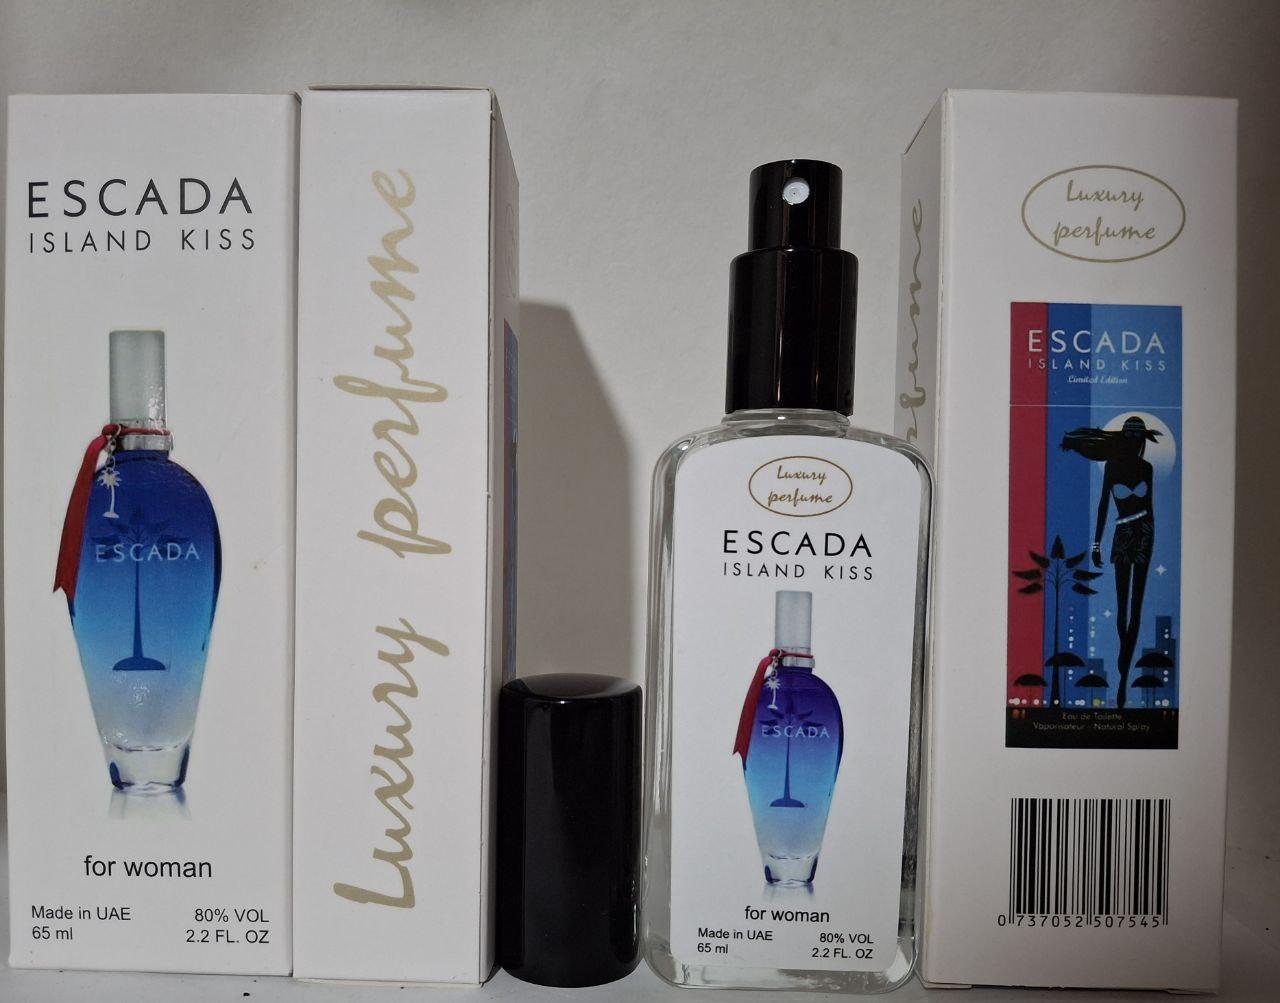 ESCADA
ISLAND KISS
ESCADA
for woman
Made in UAE
65 ml
80% VOL
2.2 FL. OZ
Luxury perfume
Luxury
perfume
ESCADA
ISLAND KISS
ESCADA
for woman
Made in UAE
65 ml
80% VOL
2.2 FL. OZ
rfume
Luxury
perfume
ESCADA
ISLAND KISS
Limited Edition
Eau de Toilette
Vaporisateur - Natural Spray
0 737052 507545